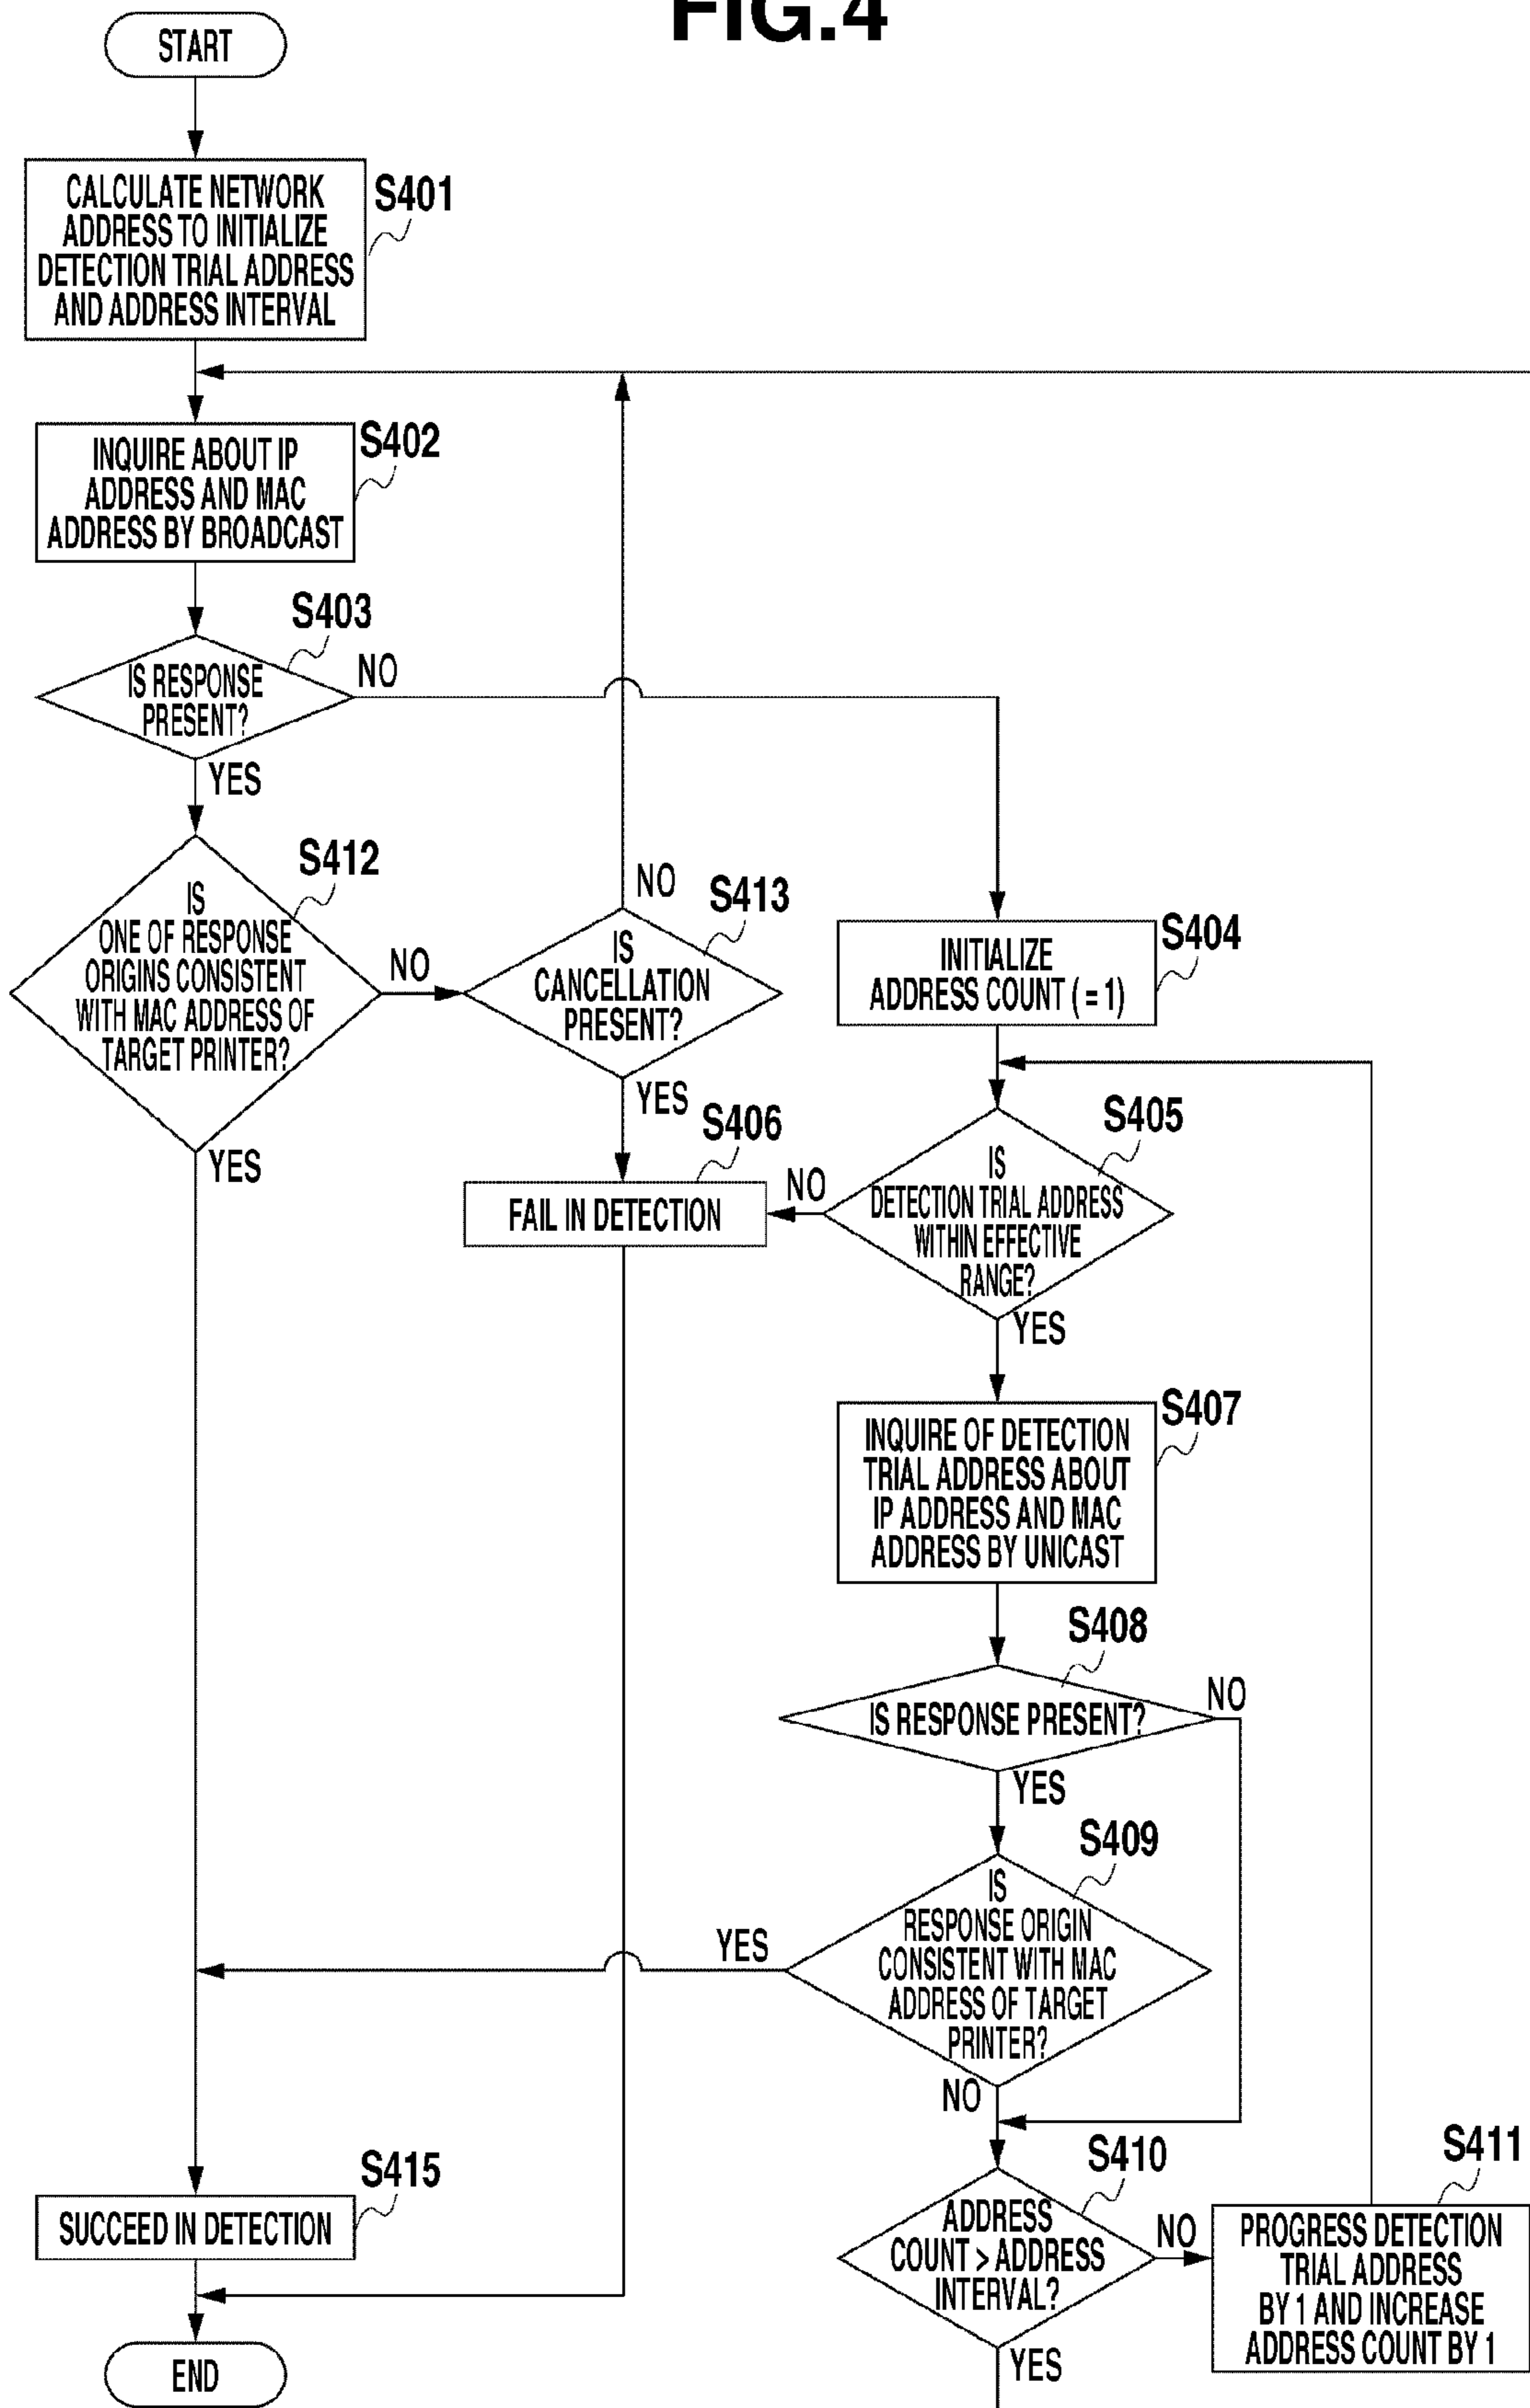 FIG.4
START
CALCULATE NETWORK
ADDRESS TO INITIALIZE
DETECTION TRIAL ADDRESS
AND ADDRESS INTERVAL
S401
INQUIRE ABOUT IP
ADDRESS AND MAC
ADDRESS BY BROADCAST
S402
S403
IS RESPONSE
PRESENT?
NO
YES
S412
IS
ONE OF RESPONSE
ORIGINS CONSISTENT
WITH MAC ADDRESS OF
TARGET PRINTER?
NO
YES
NO
S413
IS
CANCELLATION
PRESENT?
YES
S406
FAIL IN DETECTION
S404
INITIALIZE
ADDRESS COUNT ( = 1)
S405
IS
DETECTION TRIAL ADDRESS
WITHIN EFFECTIVE
RANGE?
NO
YES
S407
INQUIRE OF DETECTION
TRIAL ADDRESS ABOUT
IP ADDRESS AND MAC
ADDRESS BY UNICAST
S408
IS RESPONSE PRESENT?
NO
YES
S409
IS
RESPONSE ORIGIN
CONSISTENT WITH MAC
ADDRESS OF TARGET
PRINTER?
YES
NO
S410
ADDRESS
COUNT > ADDRESS
INTERVAL?
NO
YES
S411
PROGRESS DETECTION
TRIAL ADDRESS
BY 1 AND INCREASE
ADDRESS COUNT BY 1
S415
SUCCEED IN DETECTION
END